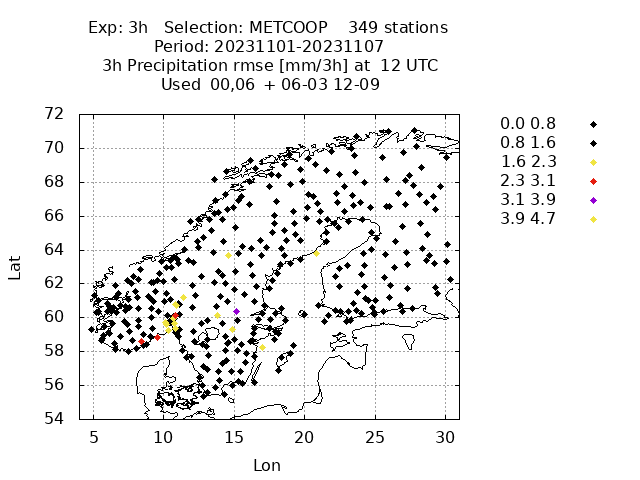 Exp: 3h Selection: METCOOP 349 stations
Period: 20231101-20231107
3h Precipitation rmse [mm/3h] at 12 UTC
Used 00,06 + 06-03 12-09
72
70
68
66
64
62
60
58
56
54
Lat
5 10 15 20 25 30
Lon
0.0 0.8
0.8 1.6
1.6 2.3
2.3 3.1
3.1 3.9
3.9 4.7